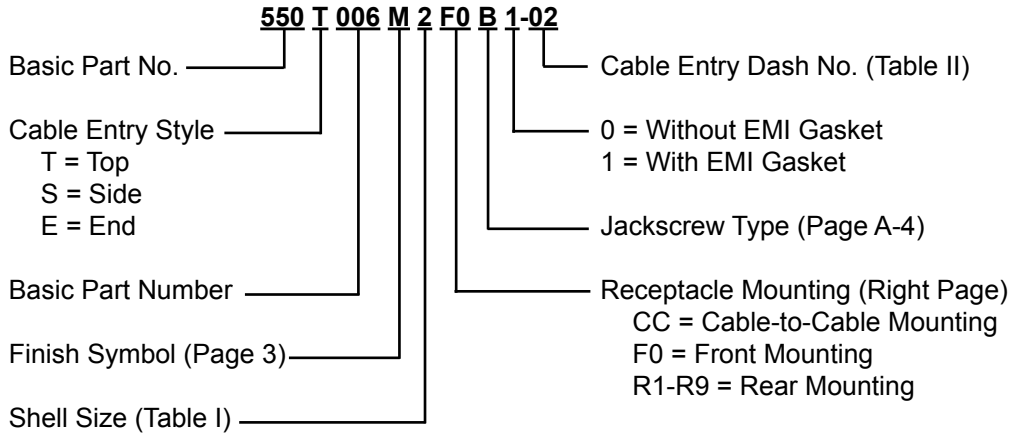 550 T 006 M 2 F0 B 1-02
Basic Part No.
Cable Entry Style
T = Top
S = Side
E = End
Basic Part Number
Finish Symbol (Page 3)
Shell Size (Table I)
Cable Entry Dash No. (Table II)
0 = Without EMI Gasket
1 = With EMI Gasket
Jackscrew Type (Page A-4)
Receptacle Mounting (Right Page)
CC = Cable-to-Cable Mounting
F0 = Front Mounting
R1-R9 = Rear Mounting